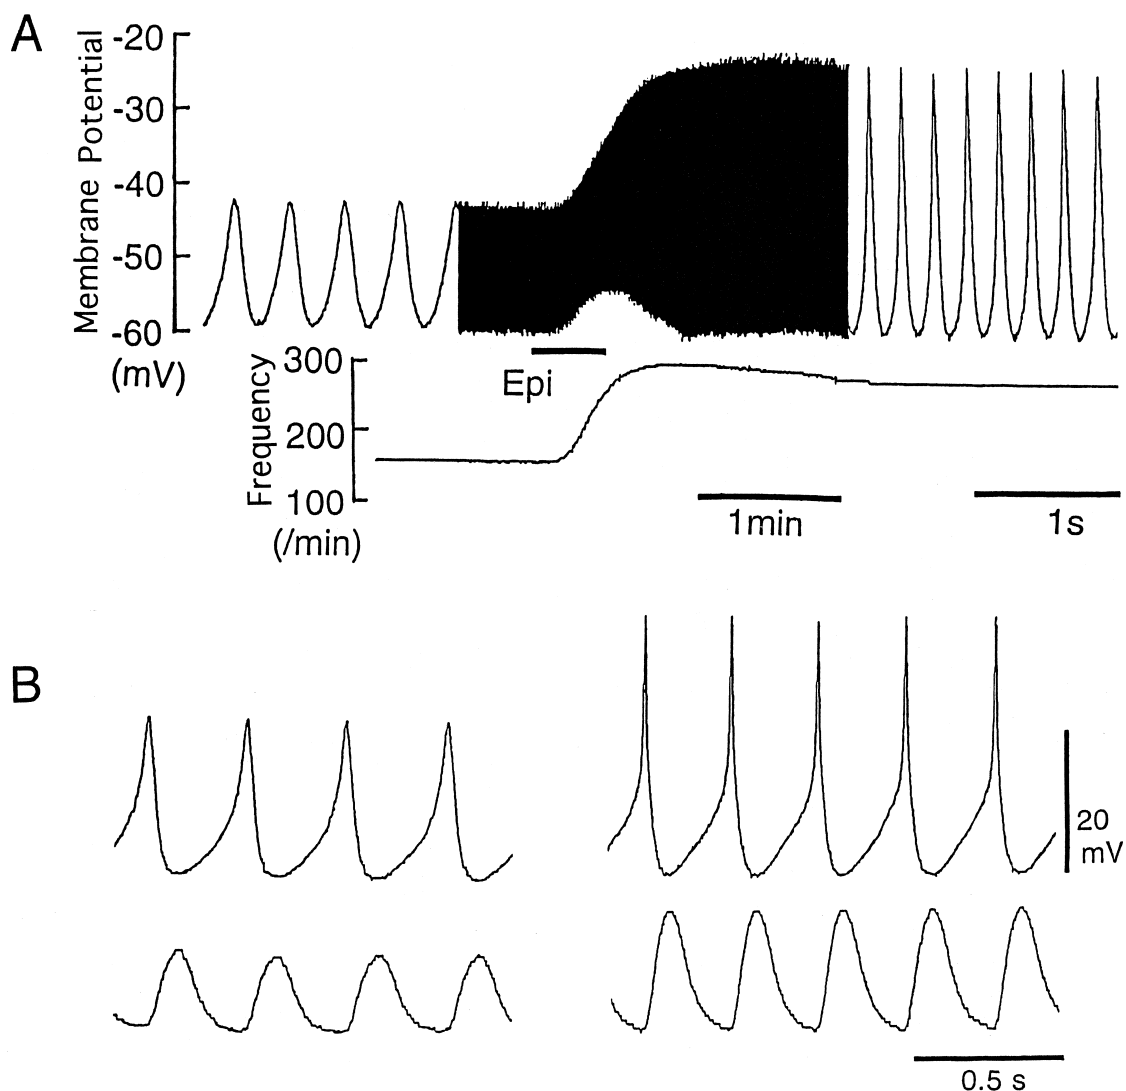 A
Membrane Potential
(mV)
-20
-30
-40
-50
-60
Epi
Frequency
(/min)
300
200
100
1min
1s
B
20
mV
0.5 s